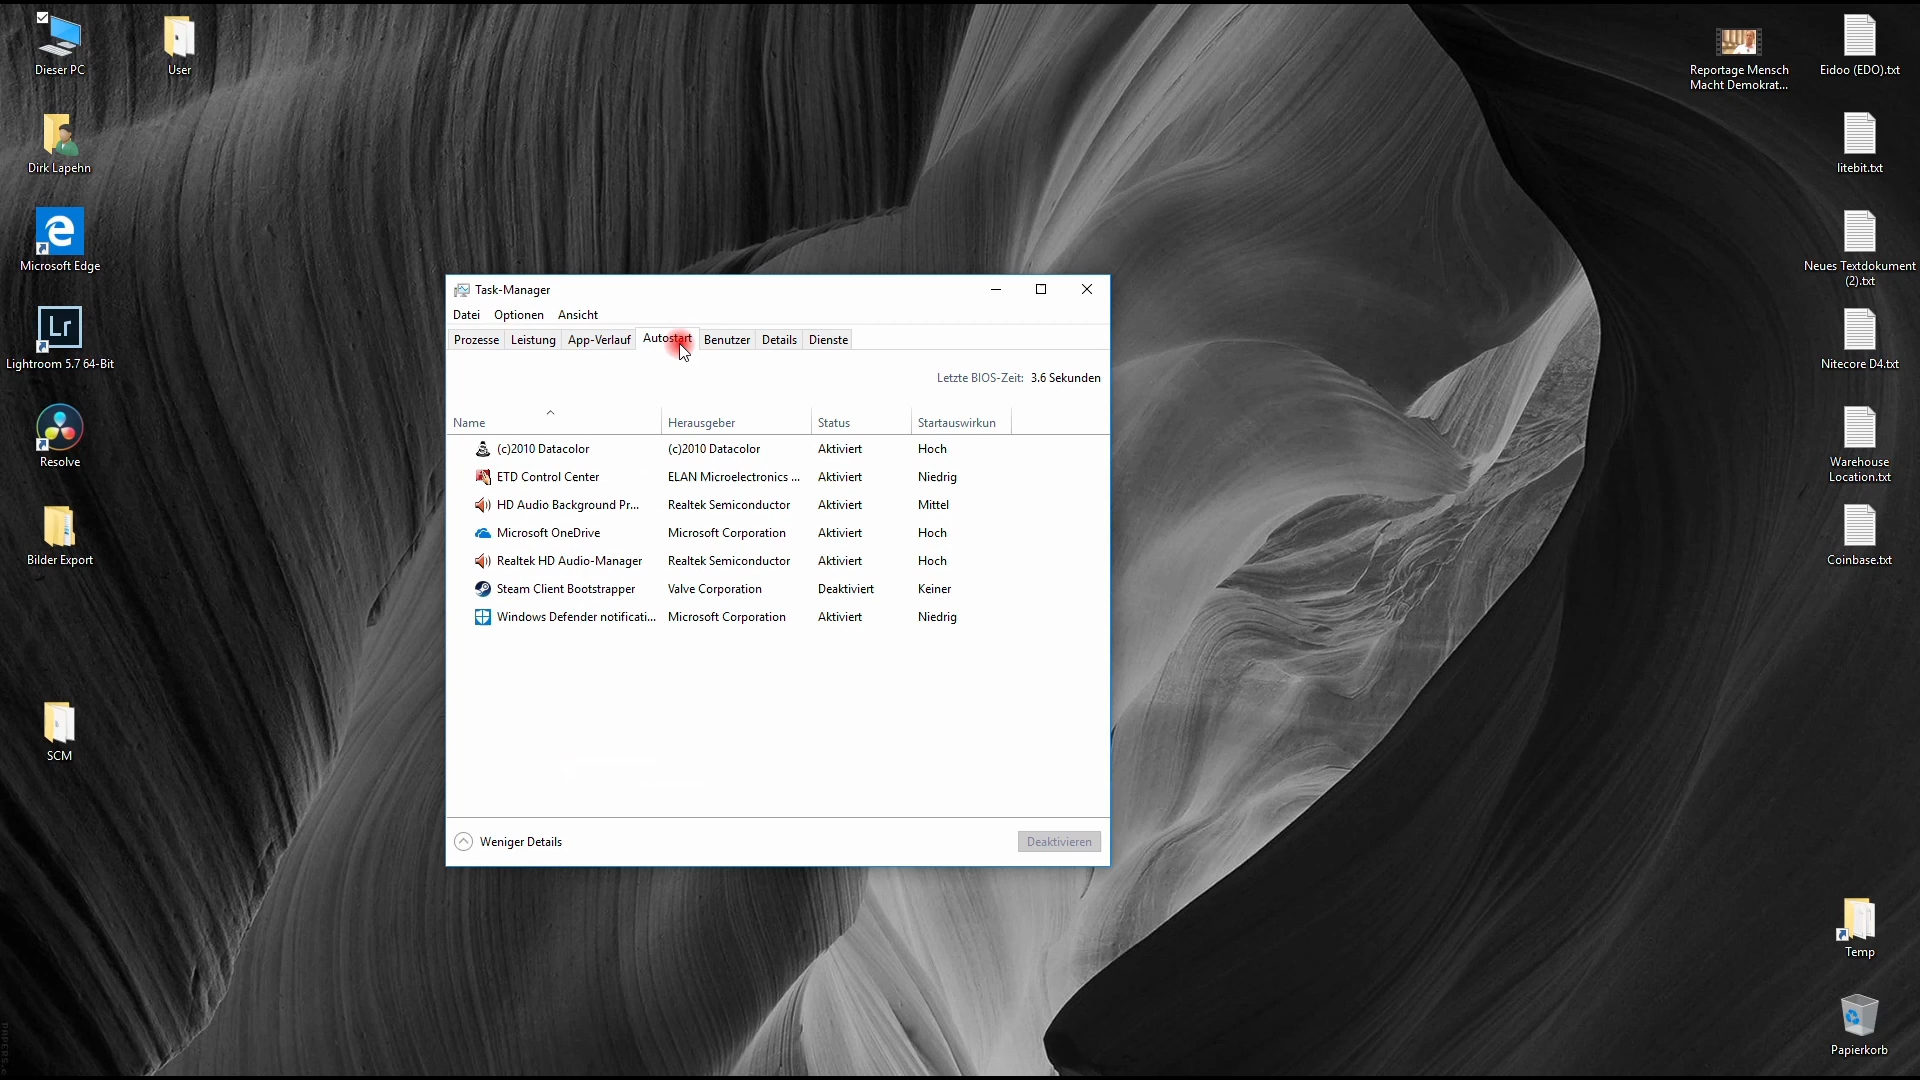 Dieser PC
User
Dirk Lapehn
Microsoft Edge
Lr
Lightroom 5.7 64-Bit
Resolve
Bilder Export
SCM
Task-Manager
Datei Optionen Ansicht
Prozesse Leistung App-Verlauf Autostart Benutzer Details Dienste
Letzte BIOS-Zeit: 3.6 Sekunden
Name Herausgeber Status Startauswirkun
(c)2010 Datacolor (c)2010 Datacolor Aktiviert Hoch
ETD Control Center ELAN Microelectronics ... Aktiviert Niedrig
HD Audio Background Pr... Realtek Semiconductor Aktiviert Mittel
Microsoft OneDrive Microsoft Corporation Aktiviert Hoch
Realtek HD Audio-Manager Realtek Semiconductor Aktiviert Hoch
Steam Client Bootstrapper Valve Corporation Deaktiviert Keiner
Windows Defender notificati... Microsoft Corporation Aktiviert Niedrig
Weniger Details Deaktivieren
Reportage Mensch
Macht Demokrat...
Eidoo (EDO).txt
litebit.txt
Neues Textdokument
(2).txt
Nitecore D4.txt
Warehouse
Location.txt
Coinbase.txt
Temp
Papierkorb